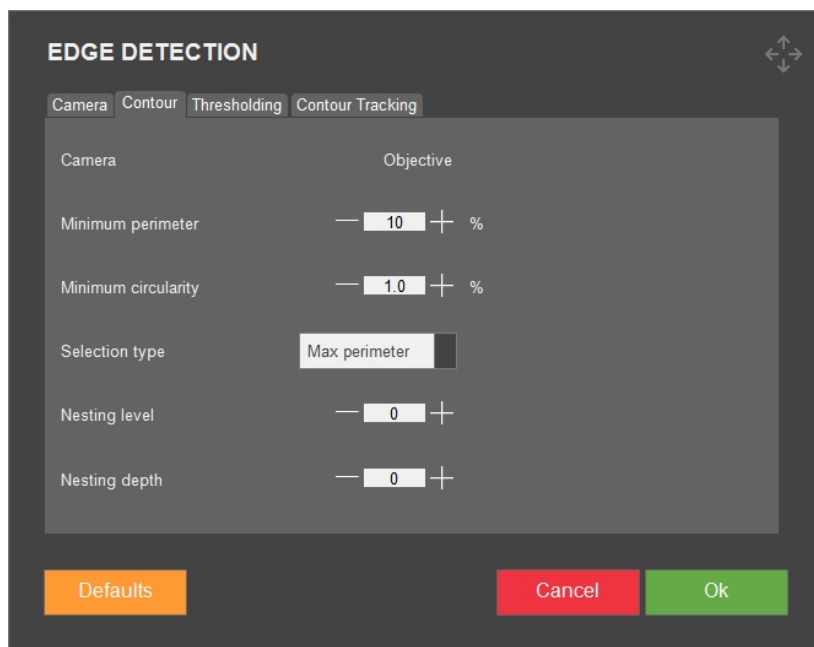 EDGE DETECTION
Camera Contour Thresholding Contour Tracking
Camera Objective
Minimum perimeter 10 %
Minimum circularity 1.0 %
Selection type Max perimeter
Nesting level 0
Nesting depth 0
Defaults Cancel Ok